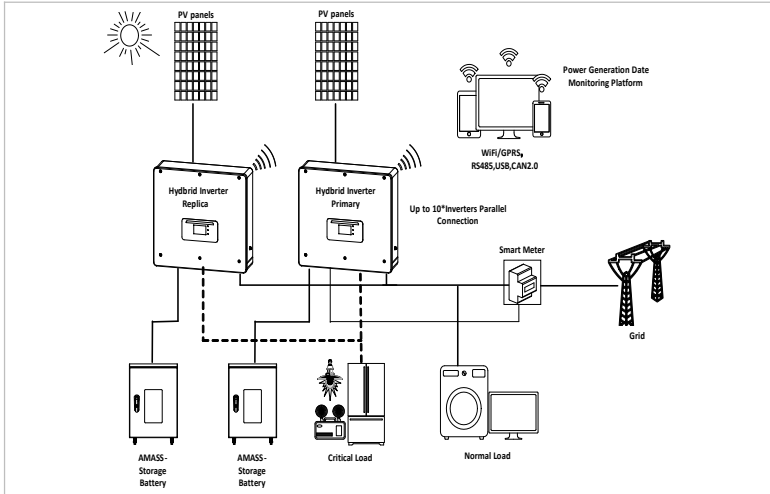 PV panels
PV panels
Power Generation Date
Monitoring Platform
WiFi/GPRS,
RS485,USB,CAN2.0
Hydbrid Inverter
Replica
Hydbrid Inverter
Primary
Up to 10*Inverters Parallel
Connection
Smart Meter
Grid
AMASS-
Storage
Battery
AMASS-
Storage
Battery
Critical Load
Normal Load